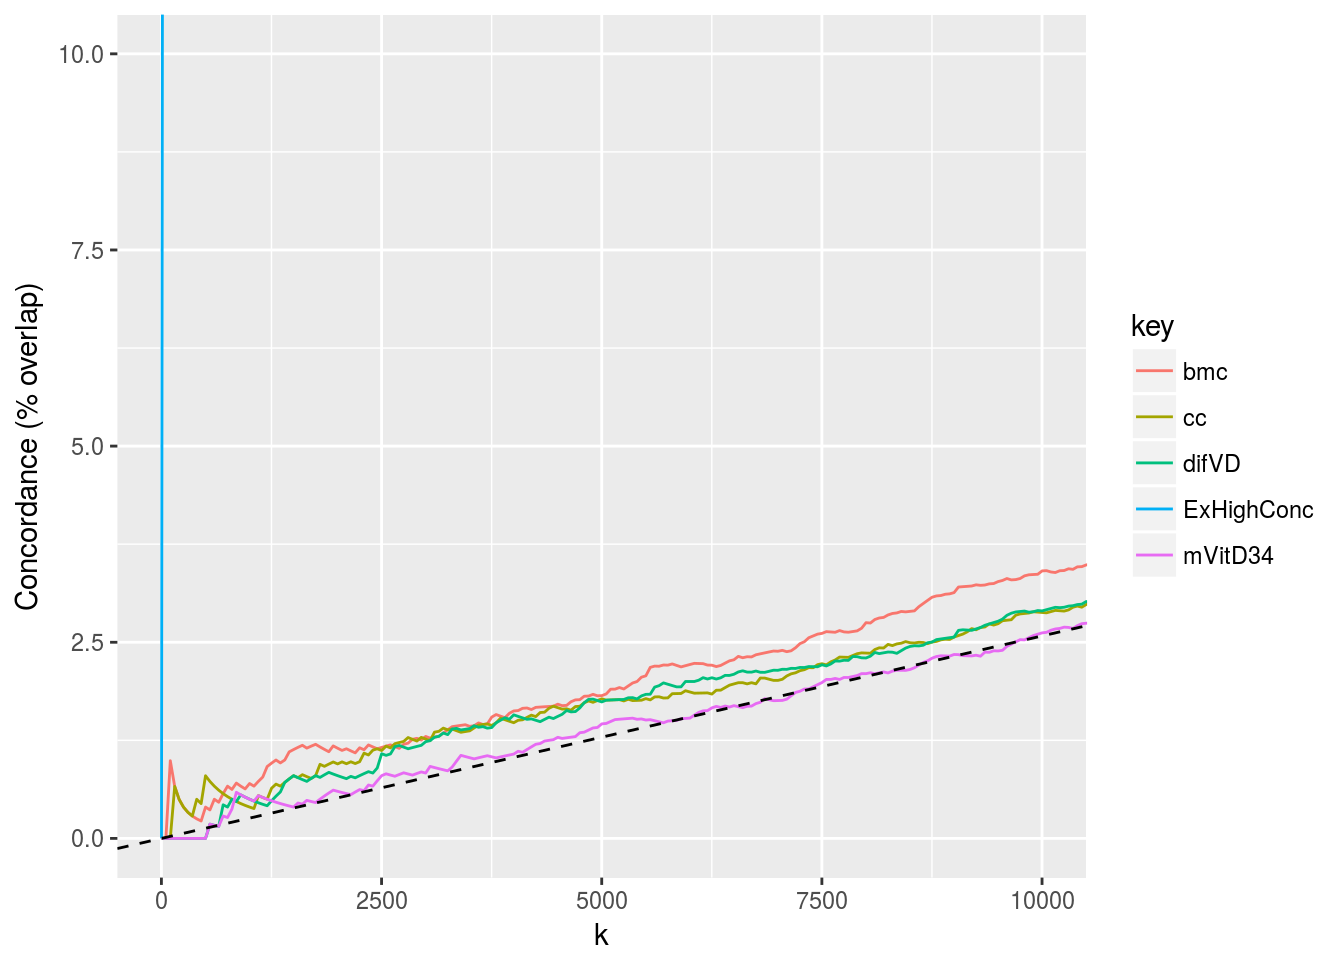 10.0
7.5
5.0
2.5
0.0
0
2500
5000
7500
10000
k
Concordance (% overlap)
key
bmc
cc
difVD
ExHighConc
mVitD34